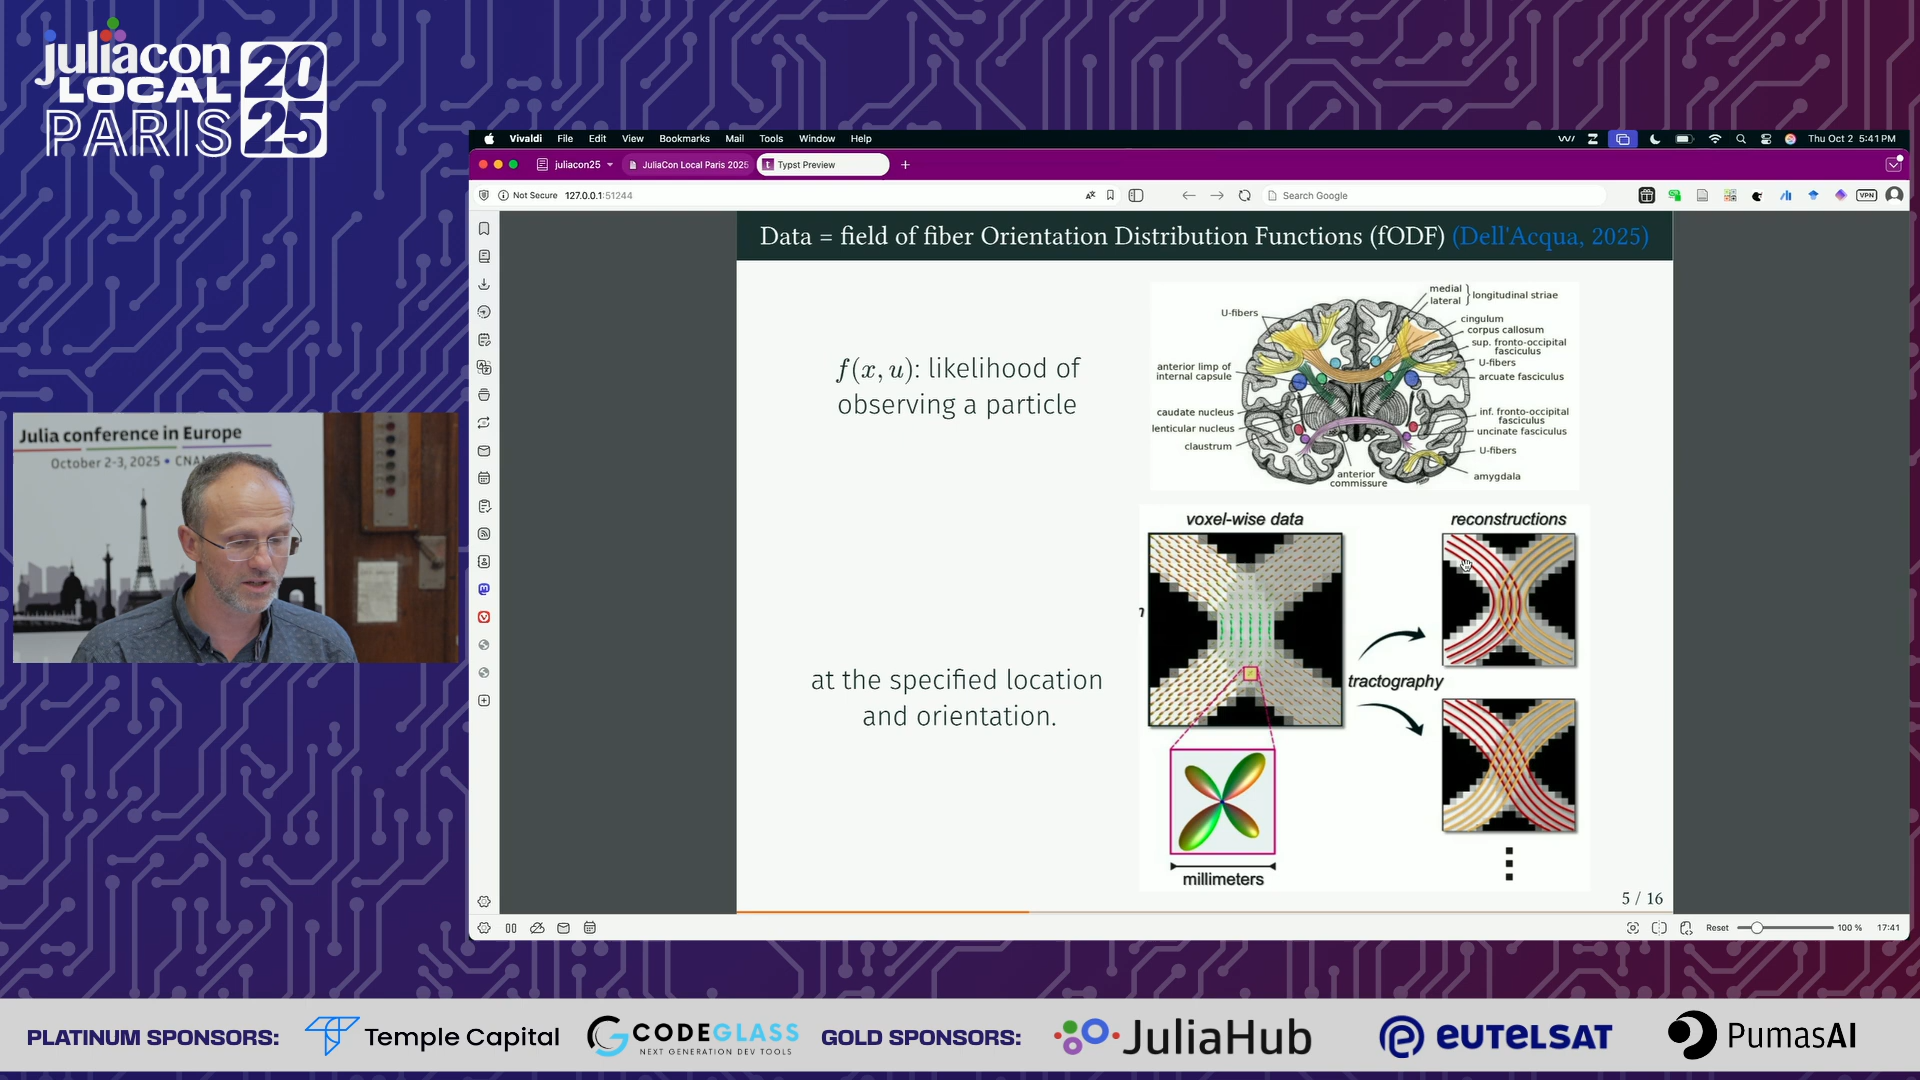 juliacon
LOCAL
PARIS
20
25
Vivaldi File Edit View Bookmarks Mail Tools Window Help
Thu Oct 2 5:41 PM
juliacon25
JuliaCon Local Paris 2025
Typst Preview
Not Secure 127.0.0.1:51244
Search Google
VPN
Data = field of fiber Orientation Distribution Functions (fODF) (Dell'Acqua, 2025)
f(x, u): likelihood of
observing a particle
at the specified location
and orientation.
medial
lateral
longitudinal striae
U-fibers
cingulum
corpus callosum
sup. fronto-occipital
fasciculus
U-fibers
arcuate fasciculus
anterior limp of
internal capsule
caudate nucleus
lenticular nucleus
claustrum
inf. fronto-occipital
fasciculus
uncinate fasciculus
U-fibers
amygdala
anterior
commissure
voxel-wise data
reconstructions
tractography
millimeters
5 / 16
Reset
100 %
17:41
Julia conference in Europe
October 2-3, 2025 • CNA
PLATINUM SPONSORS:
Temple Capital
CODEGLASS
NEXT GENERATION DEV TOOLS
GOLD SPONSORS:
JuliaHub
eutelsat
PumasAI